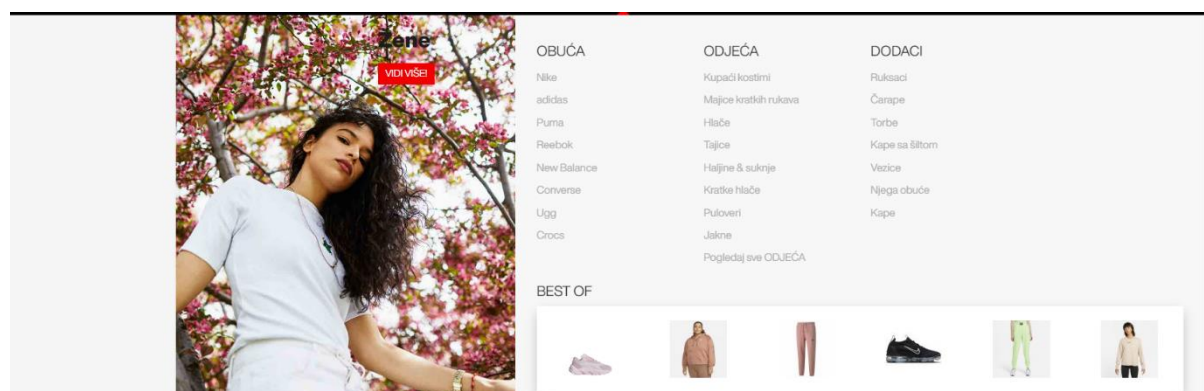 Žene
VIDI VIŠE!
OBUĆA
Nike
adidas
Puma
Reebok
New Balance
Converse
Ugg
Crocs
ODJEĆA
Kupaći kostimi
Majice kratkih rukava
Hlače
Tajice
Haljine & suknje
Kratke hlače
Puloveri
Jakne
Pogledaj sve ODJEĆA
DODACI
Ruksaci
Čarape
Torbe
Kape sa šiltom
Vezice
Njega obuće
Kape
BEST OF